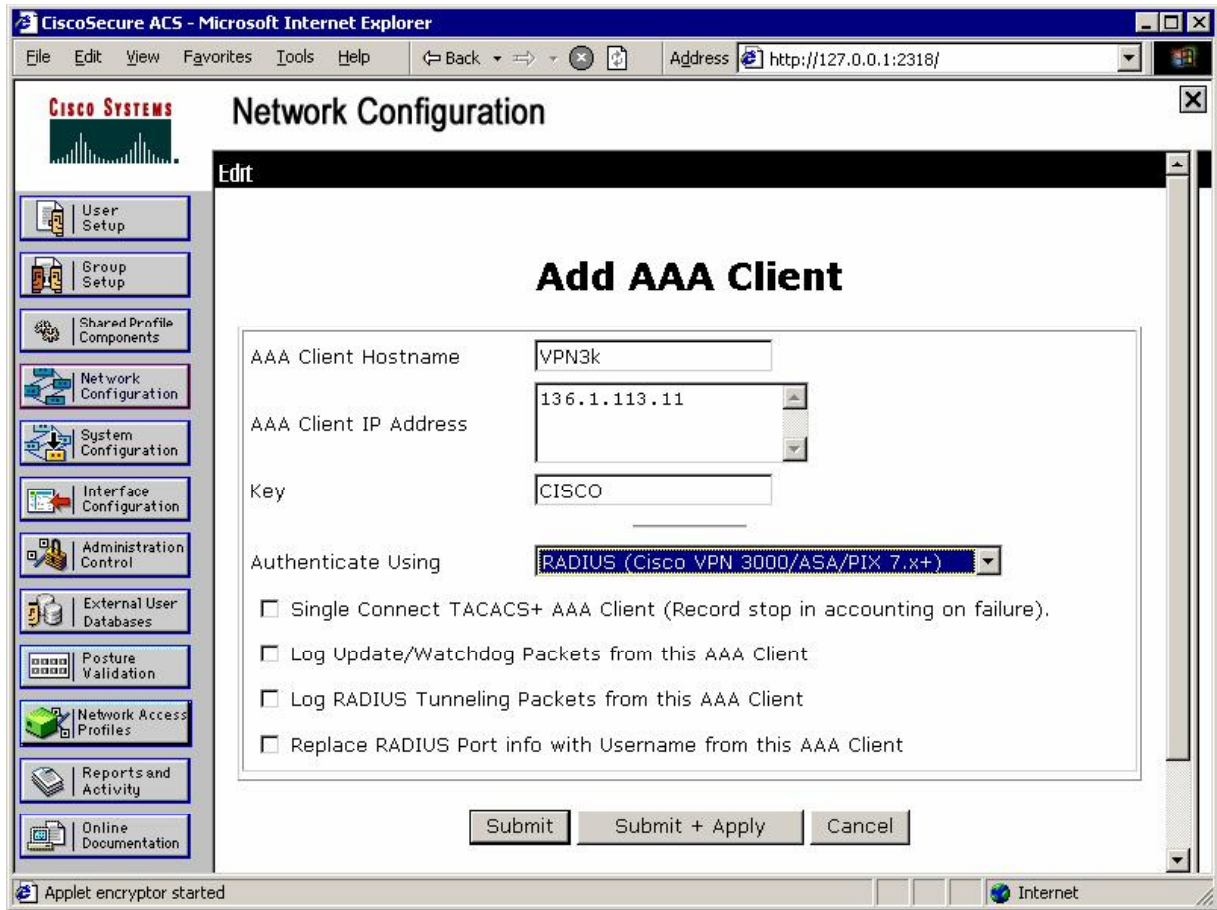 CiscoSecure ACS - Microsoft Internet Explorer
File Edit View Favorites Tools Help Back Address http://127.0.0.1:2318/
CISCO SYSTEMS
Network Configuration
Edit
User
Setup
Group
Setup
Shared Profile
Components
Network
Configuration
System
Configuration
Interface
Configuration
Administration
Control
External User
Databases
Posture
Validation
Network Access
Profiles
Reports and
Activity
Online
Documentation
Add AAA Client
AAA Client Hostname VPN3k
AAA Client IP Address 136.1.113.11
Key CISCO
Authenticate Using RADIUS (Cisco VPN 3000/ASA/PIX 7.x+)
Single Connect TACACS+ AAA Client (Record stop in accounting on failure).
Log Update/Watchdog Packets from this AAA Client
Log RADIUS Tunneling Packets from this AAA Client
Replace RADIUS Port info with Username from this AAA Client
Submit Submit + Apply Cancel
Applet encryptor started Internet